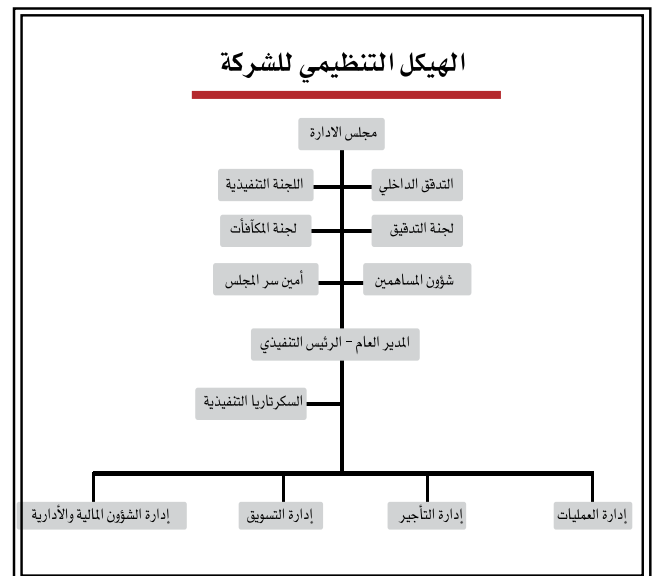 الهيكل التنظيمي للشركة
مجلس الادارة
التدقق الداخلي
اللجنة التنفيذية
لجنة التدقيق
لجنة المكآفأت
شؤون المساهمين
أمين سر المجلس
المدير العام - الرئيس التنفيذي
السكرتاريا التنفيذية
إدارة العمليات
إدارة التأجير
إدارة التسويق
إدارة الشؤون المالية والأدارية